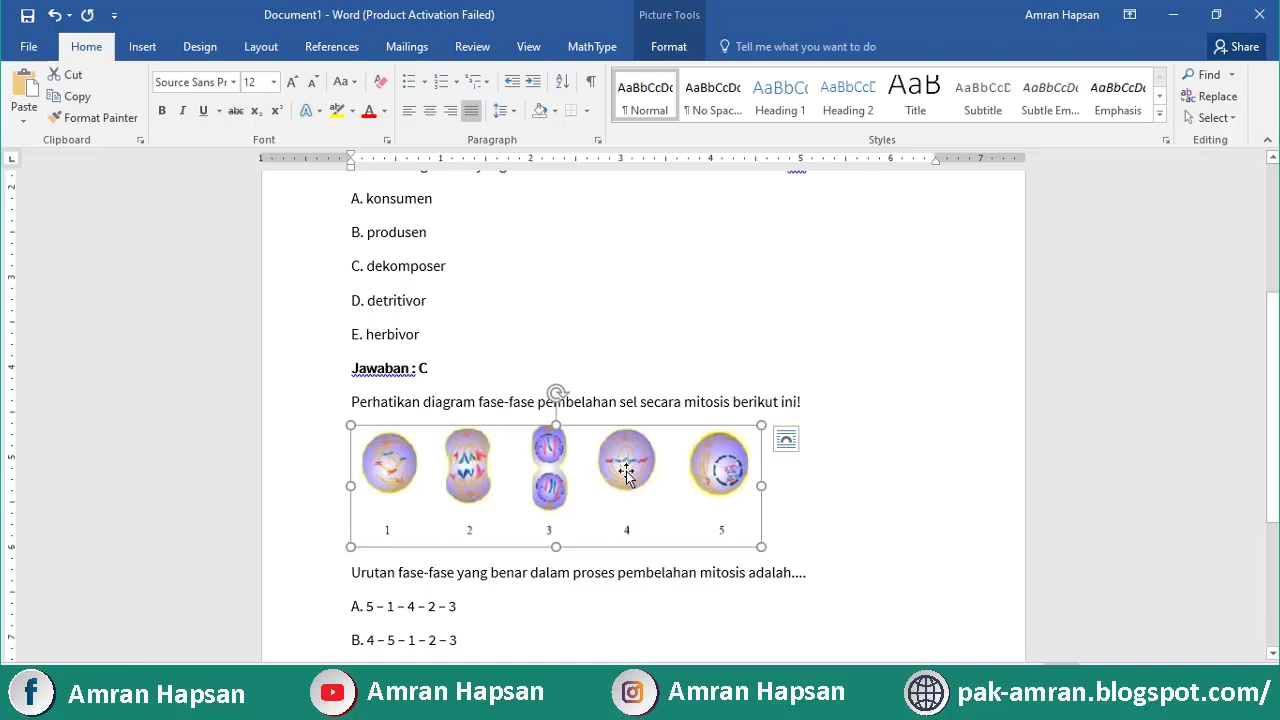 Document1 - Word (Product Activation Failed)
Picture Tools
Amran Hapsan
File
Home
Insert
Design
Layout
References
Mailings
Review
View
MathType
Format
Tell me what you want to do
Share
Paste
Cut
Copy
Format Painter
Clipboard
Source Sans Pr
12
Font
Paragraph
AaBbCcDc
¶ Normal
AaBbCcDc
¶ No Spac...
AaBbCc
Heading 1
AaBbCcC
Heading 2
AaB
Title
AaBbCcDc
Subtitle
AaBbCcDc
Subtle Em...
AaBbCcDc
Emphasis
Styles
Find
Replace
Select
Editing
A. konsumen
B. produsen
C. dekomposer
D. detritivor
E. herbivor
Jawaban : C
Perhatikan diagram fase-fase pembelahan sel secara mitosis berikut ini!
1 2 3 4 5
Urutan fase-fase yang benar dalam proses pembelahan mitosis adalah....
A. 5 – 1 – 4 – 2 – 3
B. 4 – 5 – 1 – 2 – 3
Amran Hapsan
Amran Hapsan
Amran Hapsan
pak-amran.blogspot.com/